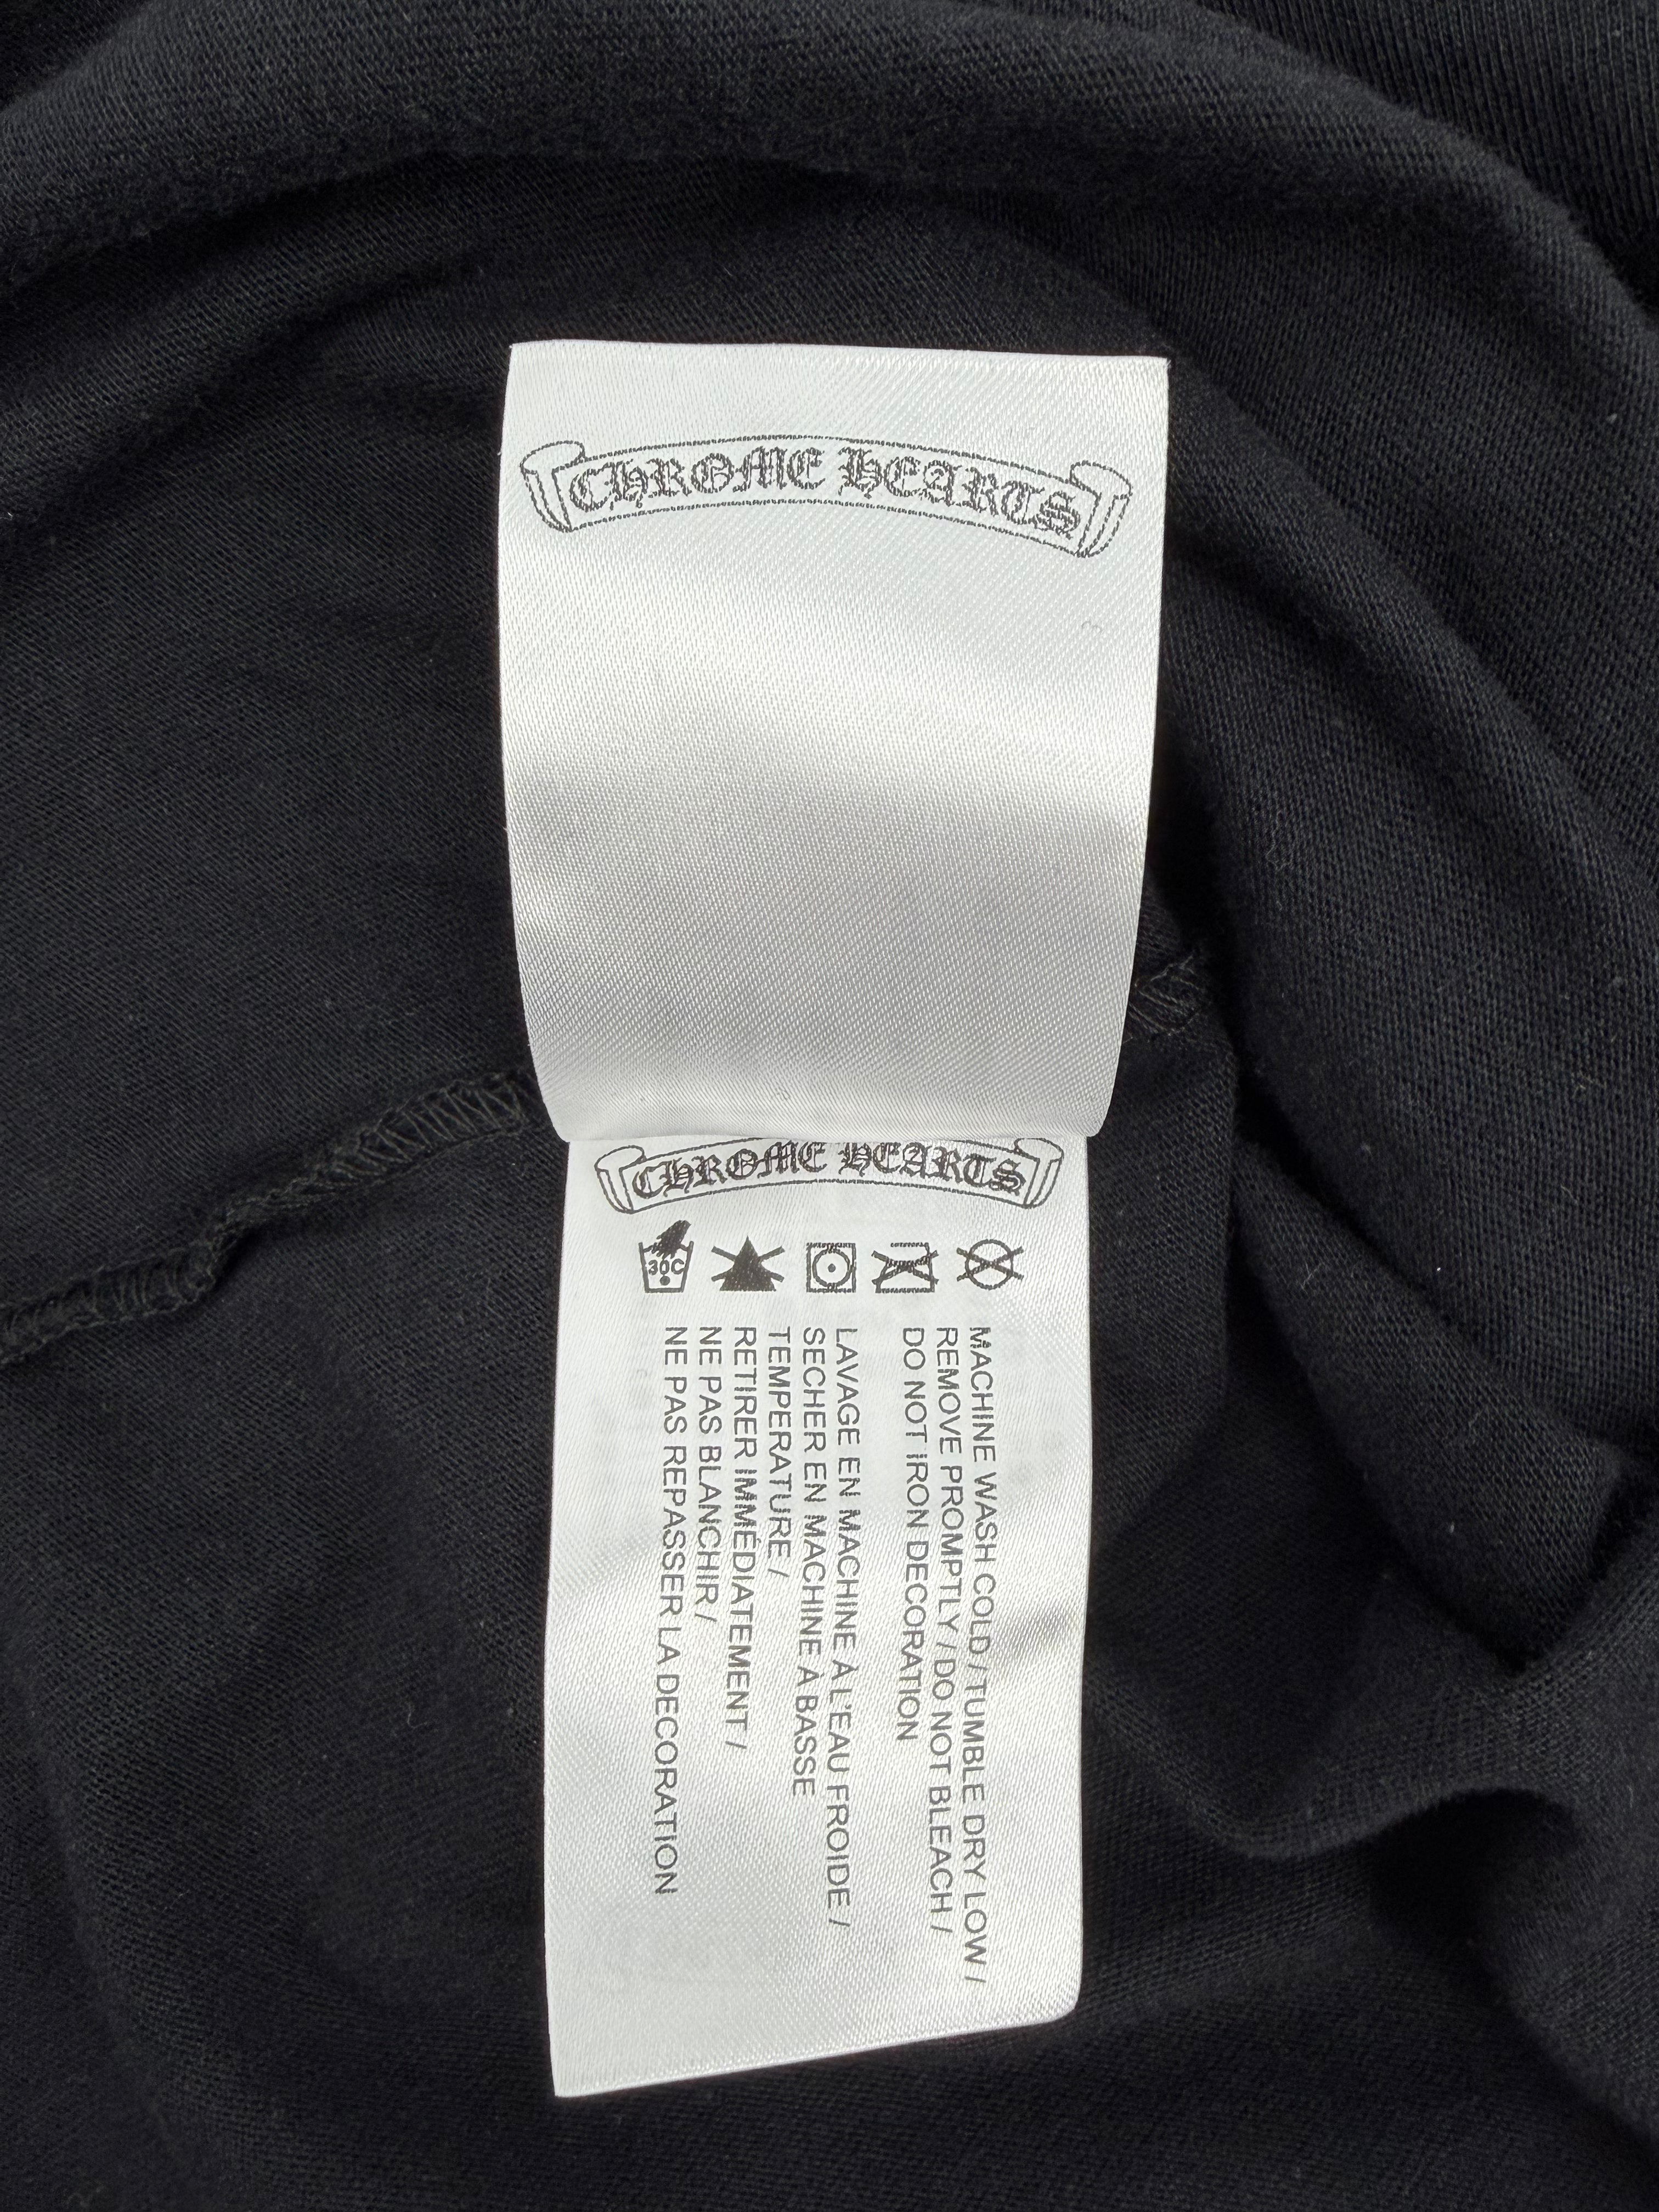 CHROME HEARTS
CHROME HEARTS
30C
MACHINE WASH COLD / TUMBLE DRY LOW /
REMOVE PROMPTLY / DO NOT BLEACH /
DO NOT IRON DECORATION
LAVAGE EN MACHINE À L'EAU FROIDE /
SECHER EN MACHINE À BASSE
TEMPERATURE /
RETIRER IMMÉDIATEMENT /
NE PAS BLANCHIR /
NE PAS REPASSER LA DECORATION